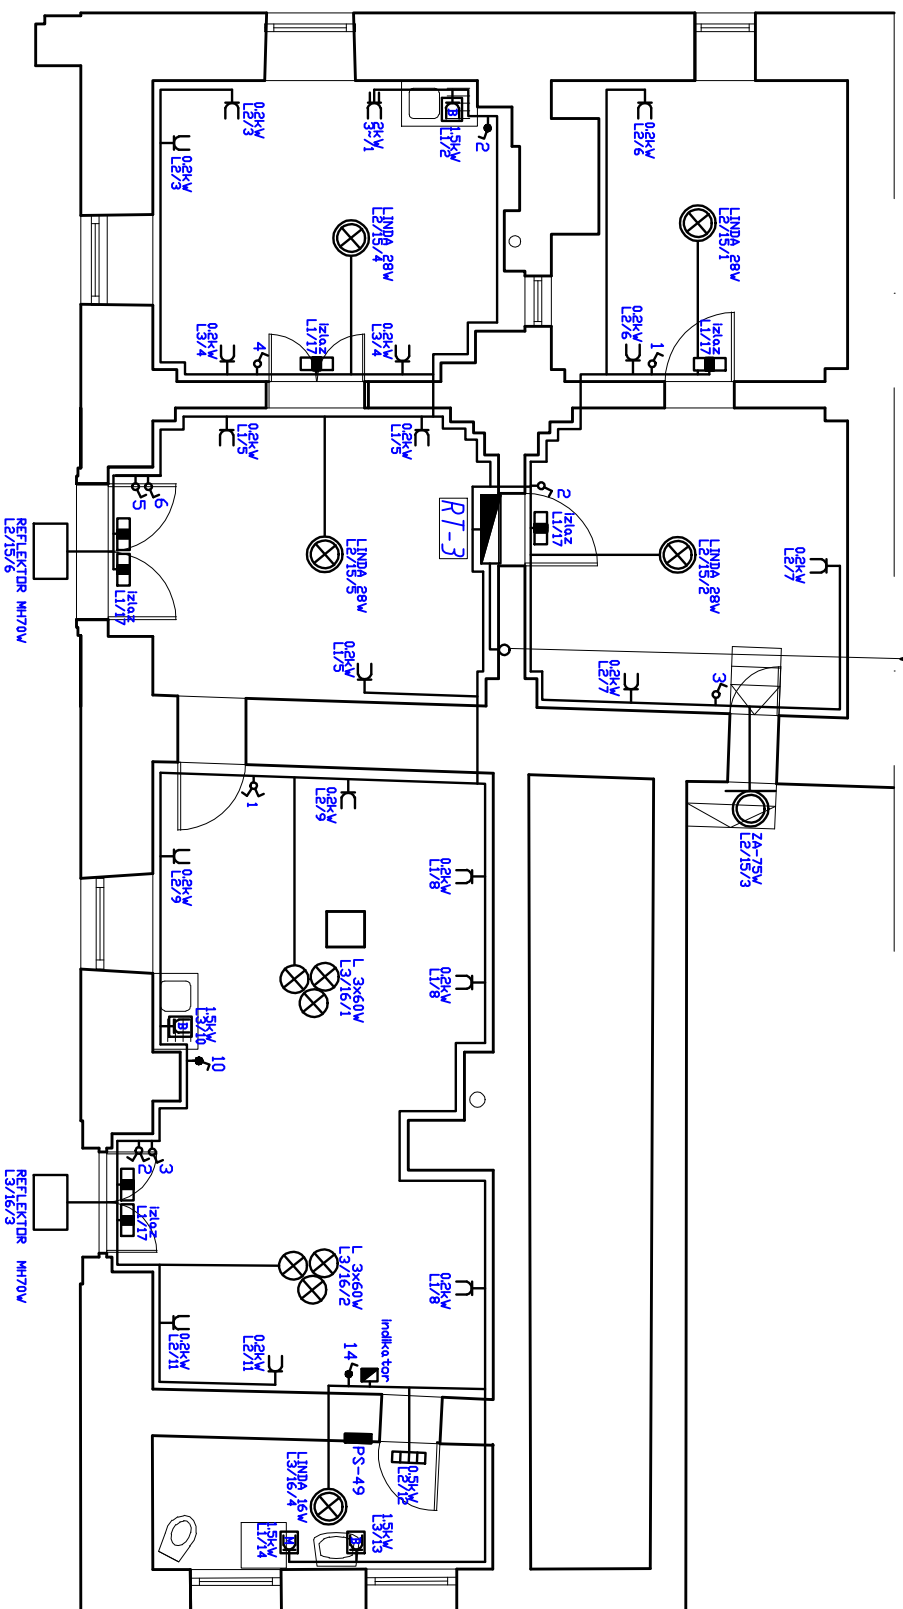 0.2kW
L2/6
LINDA 28W
L2/15/1
0.2kW
L2/6
1
izlaz
L1/17
0.2kW
L2/3
2kW
3~/1
B
1.5kW
L1/2
2
0.2kW
L2/3
LINDA 28W
L2/15/4
0.2kW
L3/4
4
izlaz
L1/17
0.2kW
L3/4
0.2kW
L1/5
0.2kW
L1/5
2
izlaz
L1/17
RT-3
LINDA 28W
L2/15/2
0.2kW
L2/7
6
5
izlaz
L1/17
REFLEKTOR MH70W
L2/15/6
LINDA 28W
L2/15/5
0.2kW
L1/5
0.2kW
L2/7
3
ZA-75W
L2/15/3
1
0.2kW
L2/9
0.2kW
L2/9
0.2kW
L1/8
0.2kW
L1/8
L 3x60W
L3/16/1
B
1.5kW
L3/10
10
3
2
izlaz
L1/17
REFLEKTOR MH70W
L3/16/3
L 3x60W
L3/16/2
0.2kW
L1/8
0.2kW
L2/11
0.2kW
L2/11
14
indikator
PS-49
0.5kW
L2/12
LINDA 16W
L3/16/4
B
1.5kW
L3/13
1.5kW
L1/14